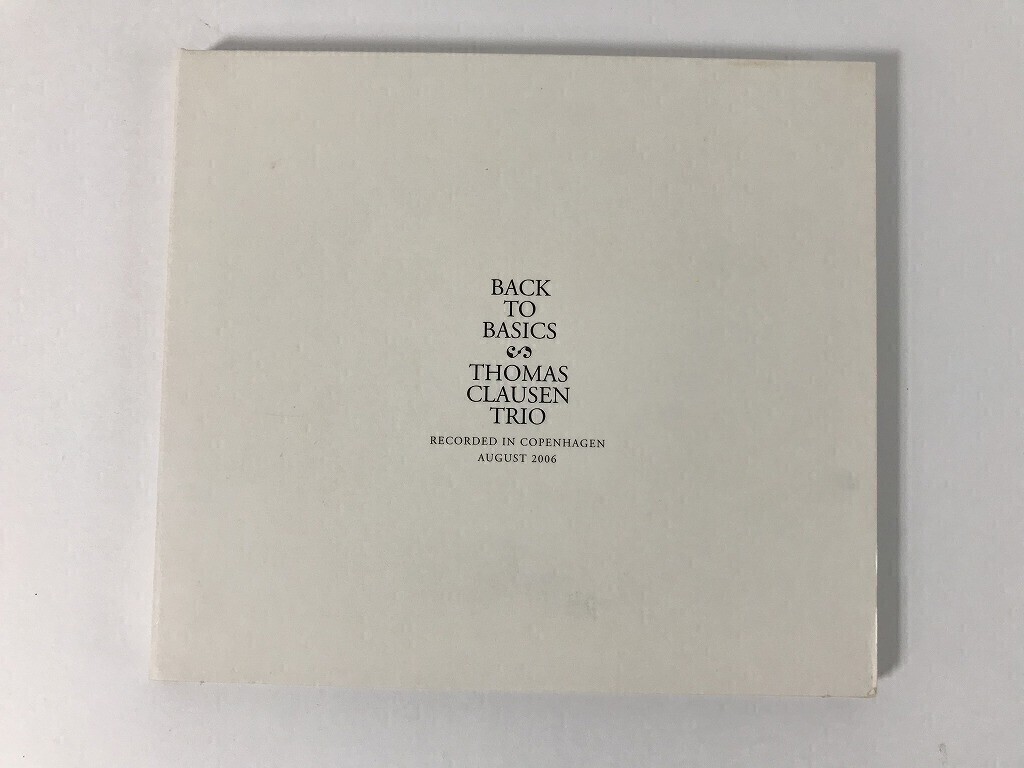 BACK
TO
BASICS
THOMAS
CLAUSEN
TRIO
RECORDED IN COPENHAGEN
AUGUST 2006